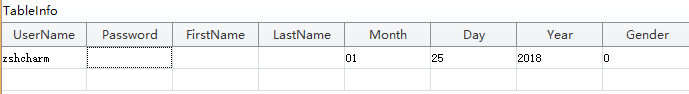 TableInfo
UserName Password FirstName LastName Month Day Year Gender
zshcharm 01 25 2018 0